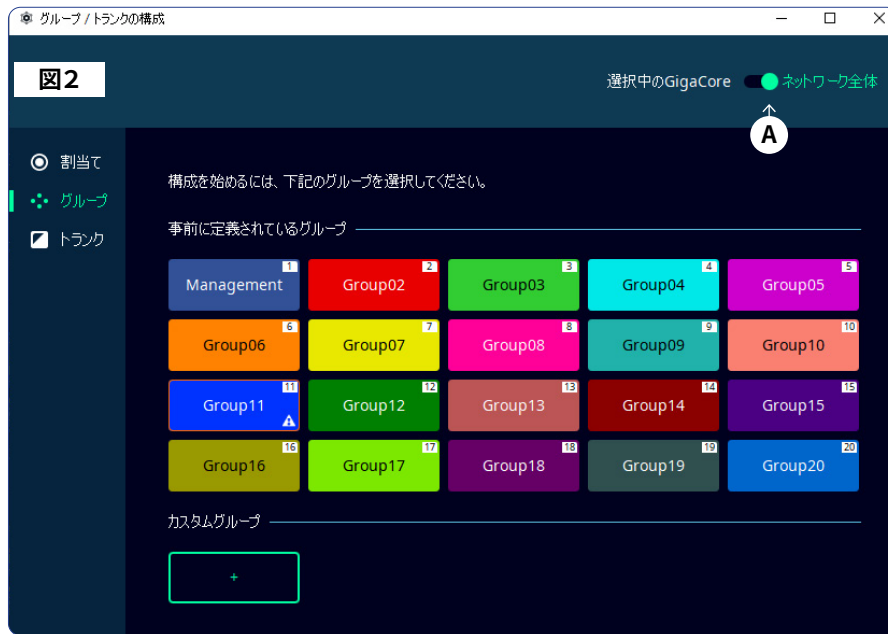 グループ / トランクの構成
図2
選択中のGigaCore ネットワーク全体
A
割当て
グループ
トランク
構成を始めるには、下記のグループを選択してください。
事前に定義されているグループ
1 2 3 4 5
Management Group02 Group03 Group04 Group05
6 7 8 9 10
Group06 Group07 Group08 Group09 Group10
11 12 13 14 15
Group11 Group12 Group13 Group14 Group15
16 17 18 19 20
Group16 Group17 Group18 Group19 Group20
カスタムグループ
+